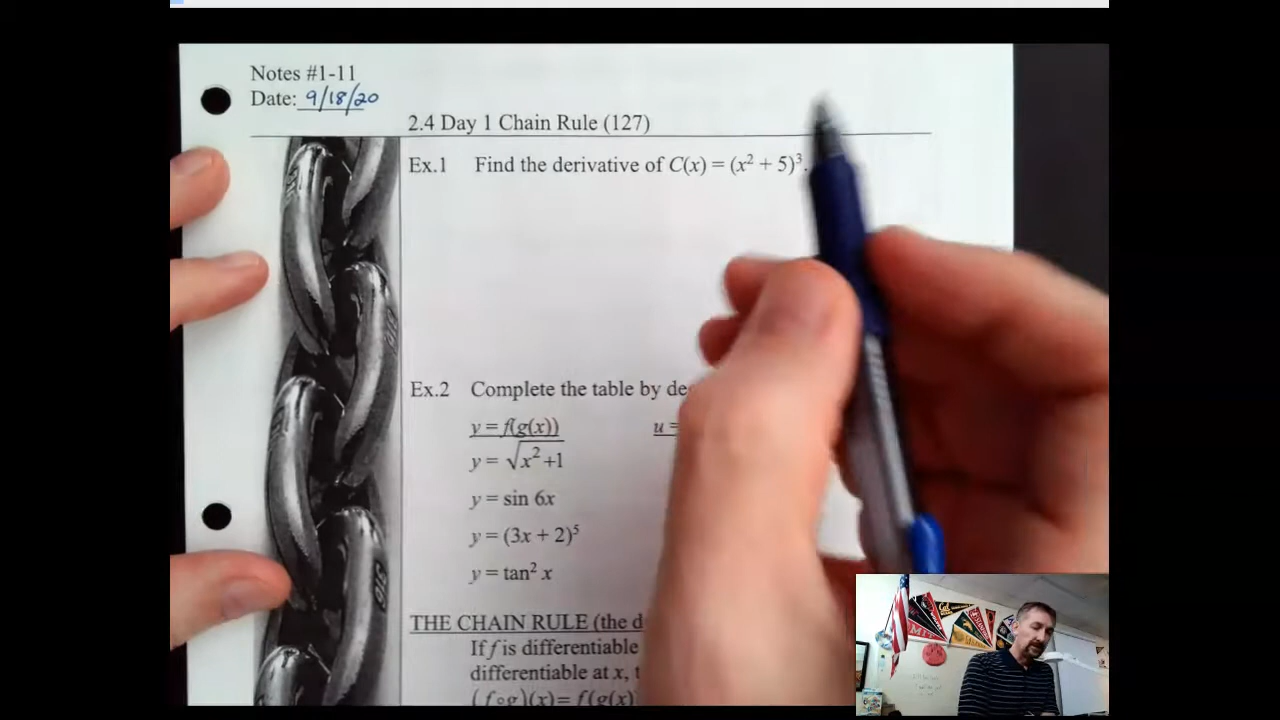 Notes #1-11
Date: 9/18/20
2.4 Day 1 Chain Rule (127)
Ex.1 Find the derivative of C(x) = (x² + 5)³.
Ex.2 Complete the table by de
y = f(g(x)) u =
y = √x²+1
y = sin 6x
y = (3x + 2)⁵
y = tan² x
THE CHAIN RULE (the d
If f is differentiable
differentiable at x, t
(f∘g)(x) = f(g(x)
MIT
Cal